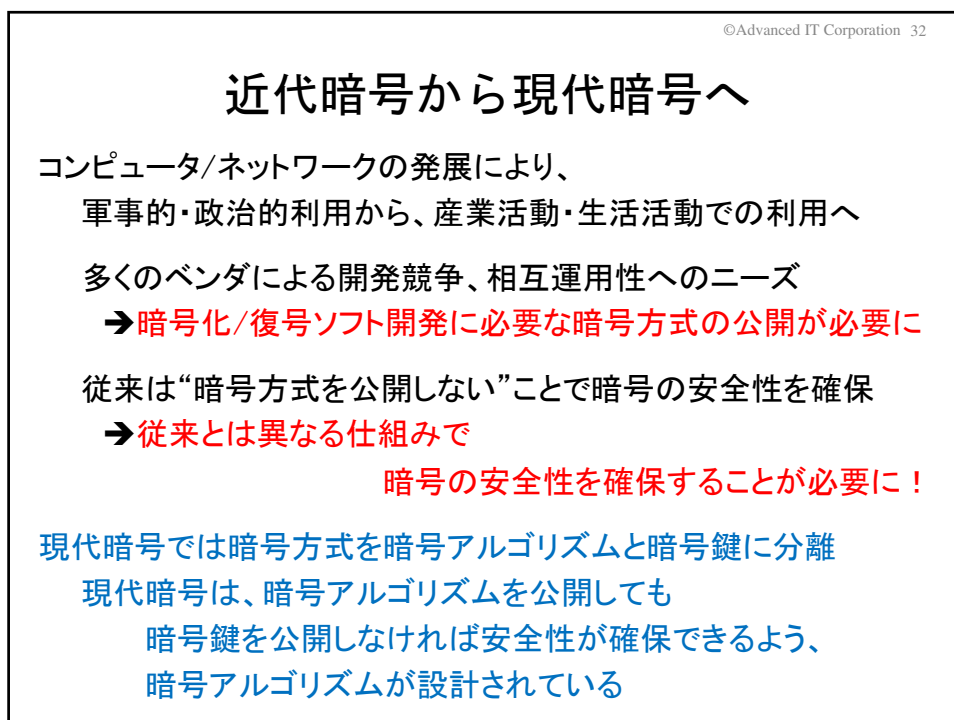 ©Advanced IT Corporation 32
近代暗号から現代暗号へ
コンピュータ/ネットワークの発展により、
軍事的・政治的利用から、産業活動・生活活動での利用へ
多くのベンダによる開発競争、相互運用性へのニーズ
➔暗号化/復号ソフト開発に必要な暗号方式の公開が必要に
従来は“暗号方式を公開しない”ことで暗号の安全性を確保
➔従来とは異なる仕組みで
暗号の安全性を確保することが必要に！
現代暗号では暗号方式を暗号アルゴリズムと暗号鍵に分離
現代暗号は、暗号アルゴリズムを公開しても
暗号鍵を公開しなければ安全性が確保できるよう、
暗号アルゴリズムが設計されている